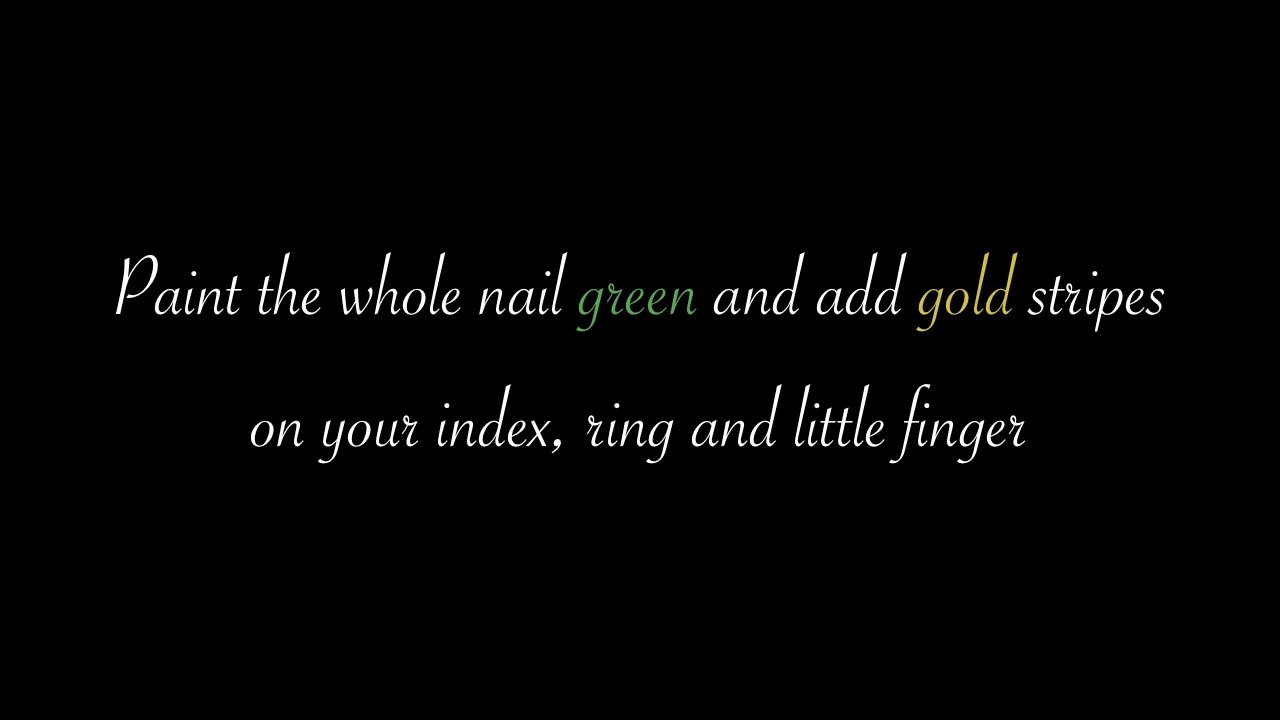 Paint the whole nail green and add gold stripes
on your index, ring and little finger